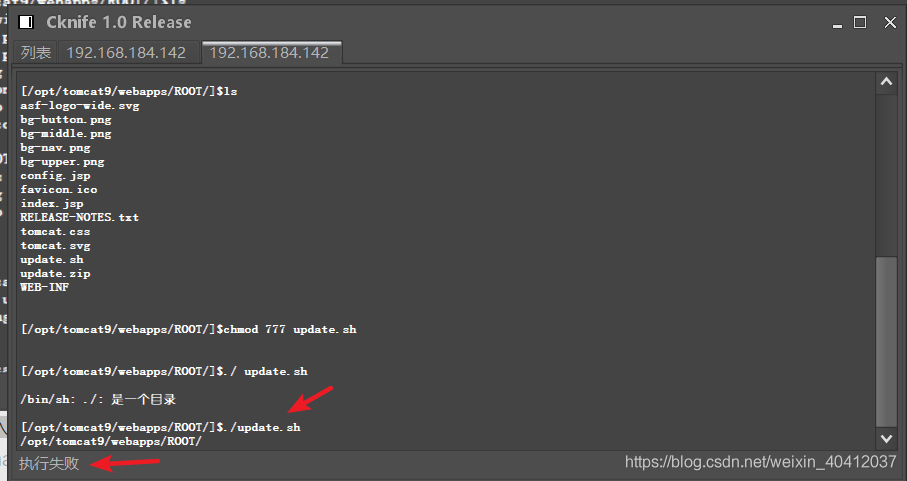 Cknife 1.0 Release
列表 192.168.184.142 192.168.184.142
[/opt/tomcat9/webapps/ROOT/]$ls
asf-logo-wide.svg
bg-button.png
bg-middle.png
bg-nav.png
bg-upper.png
config.jsp
favicon.ico
index.jsp
RELEASE-NOTES.txt
tomcat.css
tomcat.svg
update.sh
update.zip
WEB-INF
[/opt/tomcat9/webapps/ROOT/]$chmod 777 update.sh
[/opt/tomcat9/webapps/ROOT/]$./ update.sh
/bin/sh: ./: 是一个目录
[/opt/tomcat9/webapps/ROOT/]$./update.sh
/opt/tomcat9/webapps/ROOT/
执行失败
https://blog.csdn.net/weixin_40412037